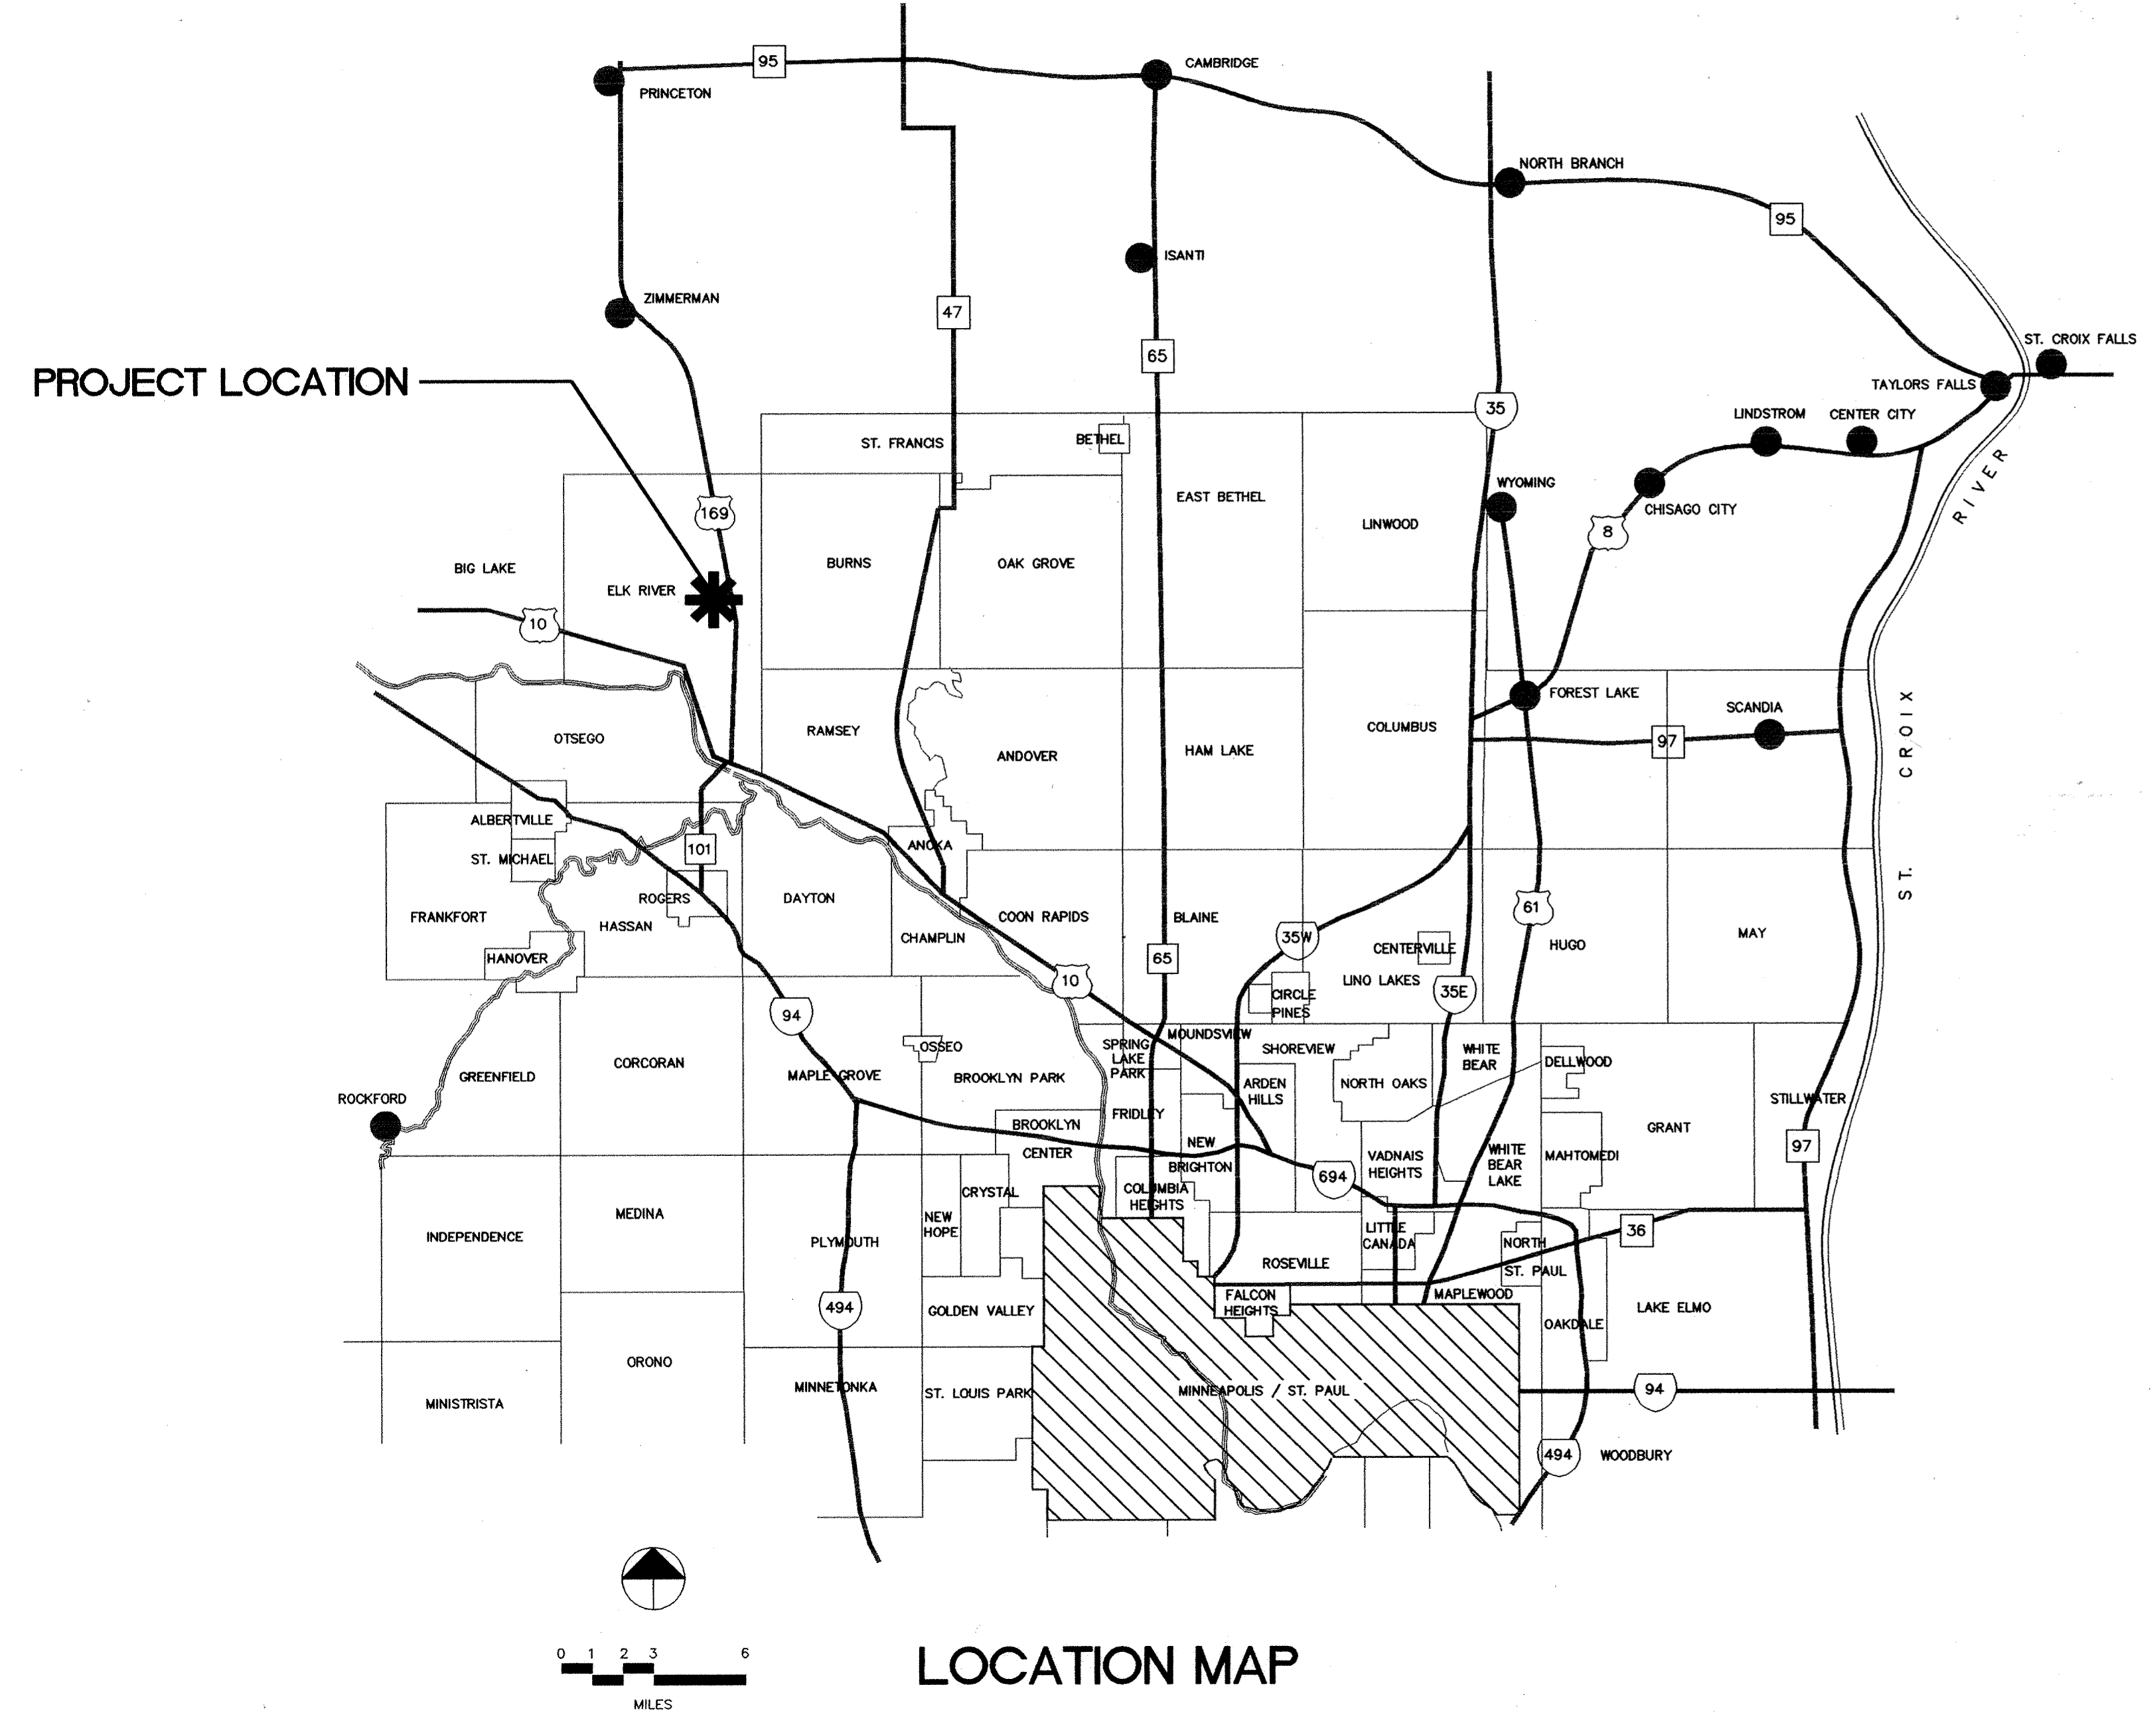 95
CAMBRIDGE
PRINCETON
NORTH BRANCH
95
ISANTI
ZIMMERMAN
47
ST. CROIX FALLS
65
PROJECT LOCATION
TAYLORS FALLS
35
LINDSTROM
CENTER CITY
ST. FRANCIS
BETHEL
RIVER
WYOMING
EAST BETHEL
CHISAGO CITY
169
LINWOOD
8
BIG LAKE
BURNS
OAK GROVE
ELK RIVER
10
FOREST LAKE
SCANDIA
ST. CROIX
OTSEGO
RAMSEY
COLUMBUS
97
ANDOVER
HAM LAKE
ALBERTVILLE
101
ANOKA
ST. MICHAEL
ROGERS
DAYTON
61
FRANKFORT
COON RAPIDS
BLAINE
HASSAN
CHAMPLIN
35W
MAY
HANOVER
65
CENTERVILLE
HUGO
10
LINO LAKES
35E
CIRCLE
PINES
94
MOUNDSVIEW
OSSEO
SPRING
LAKE
PARK
SHOREVIEW
WHITE
BEAR
CORCORAN
DELLWOOD
GREENFIELD
MAPLE GROVE
BROOKLYN PARK
ARDEN
HILLS
NORTH OAKS
ROCKFORD
STILLWATER
FRIDLEY
BROOKLYN
CENTER
GRANT
NEW
BRIGHTON
97
VADNAIS
HEIGHTS
WHITE
BEAR
LAKE
MAHTOMEDI
694
CRYSTAL
COLUMBIA
HEIGHTS
MEDINA
NEW
HOPE
INDEPENDENCE
PLYMOUTH
LITTLE
CANADA
36
NORTH
ST. PAUL
ROSEVILLE
FALCON
HEIGHTS
MAPLEWOOD
494
GOLDEN VALLEY
LAKE ELMO
OAKDALE
ORONO
MINNETONKA
ST. LOUIS PARK
MINNEAPOLIS / ST. PAUL
94
MINISTRISTA
494
WOODBURY
0 1 2 3 6
MILES
LOCATION MAP